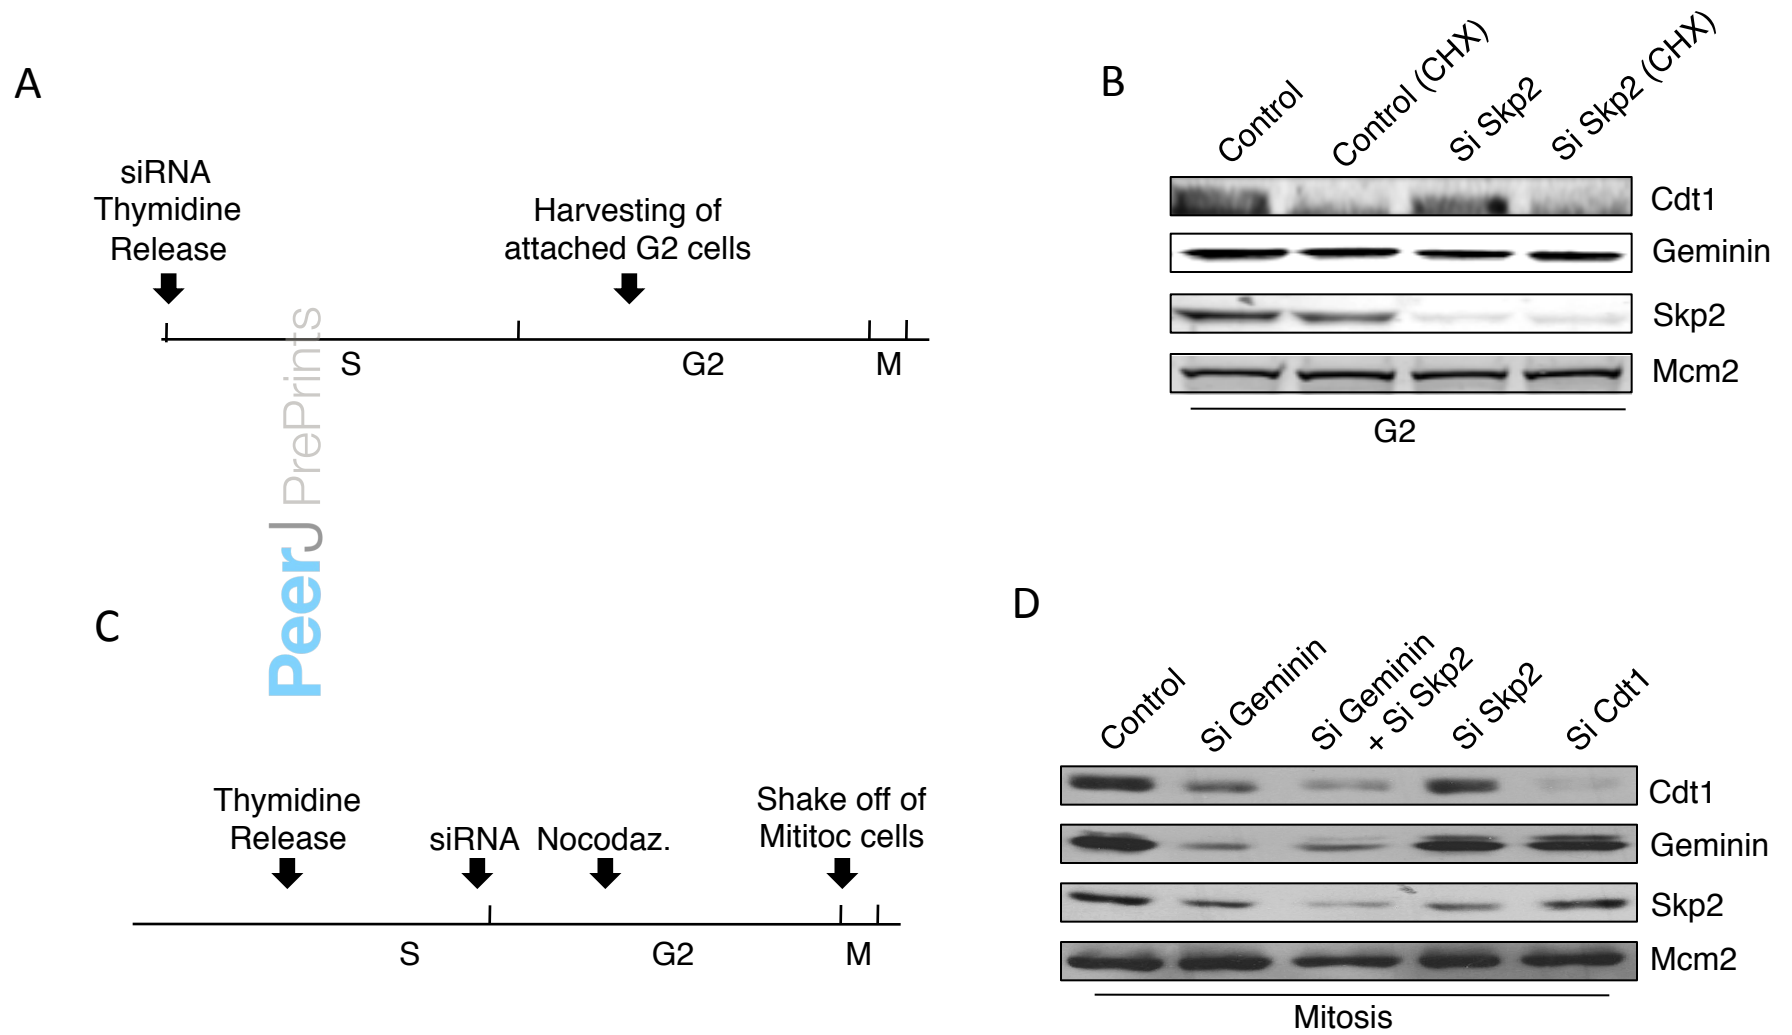 A
siRNA
Thymidine
Release
Harvesting of
attached G2 cells
S
G2
M
PeerJ PrePrints
B
Control
Control (CHX)
Si Skp2
Si Skp2 (CHX)
Cdt1
Geminin
Skp2
Mcm2
G2
C
Thymidine
Release
siRNA
Nocodaz.
Shake off of
Mititoc cells
S
G2
M
D
Control
Si Geminin
Si Geminin
+ Si Skp2
Si Skp2
Si Cdt1
Cdt1
Geminin
Skp2
Mcm2
Mitosis